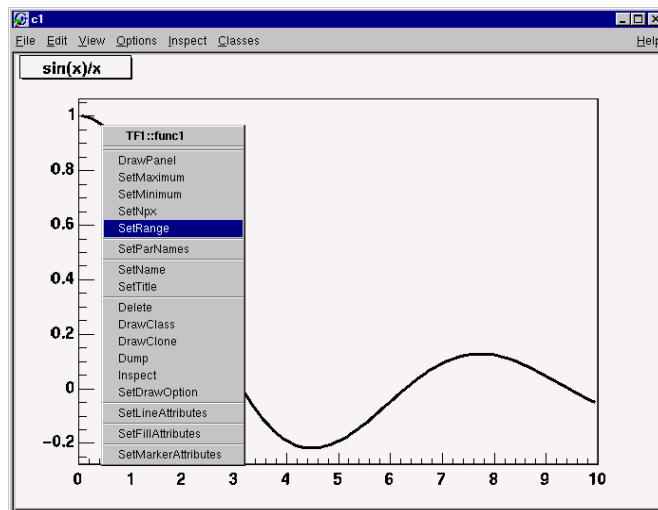 c1
File Edit View Options Inspect Classes Help
sin(x)/x
1
TF1::func1
DrawPanel
0.8
SetMaximum
SetMinimum
SetNpx
0.6
SetRange
SetParNames
SetName
0.4
SetTitle
Delete
DrawClass
0.2
DrawClone
Dump
Inspect
0
SetDrawOption
SetLineAttributes
SetFillAttributes
−0.2
SetMarkerAttributes
0 1 2 3 4 5 6 7 8 9 10